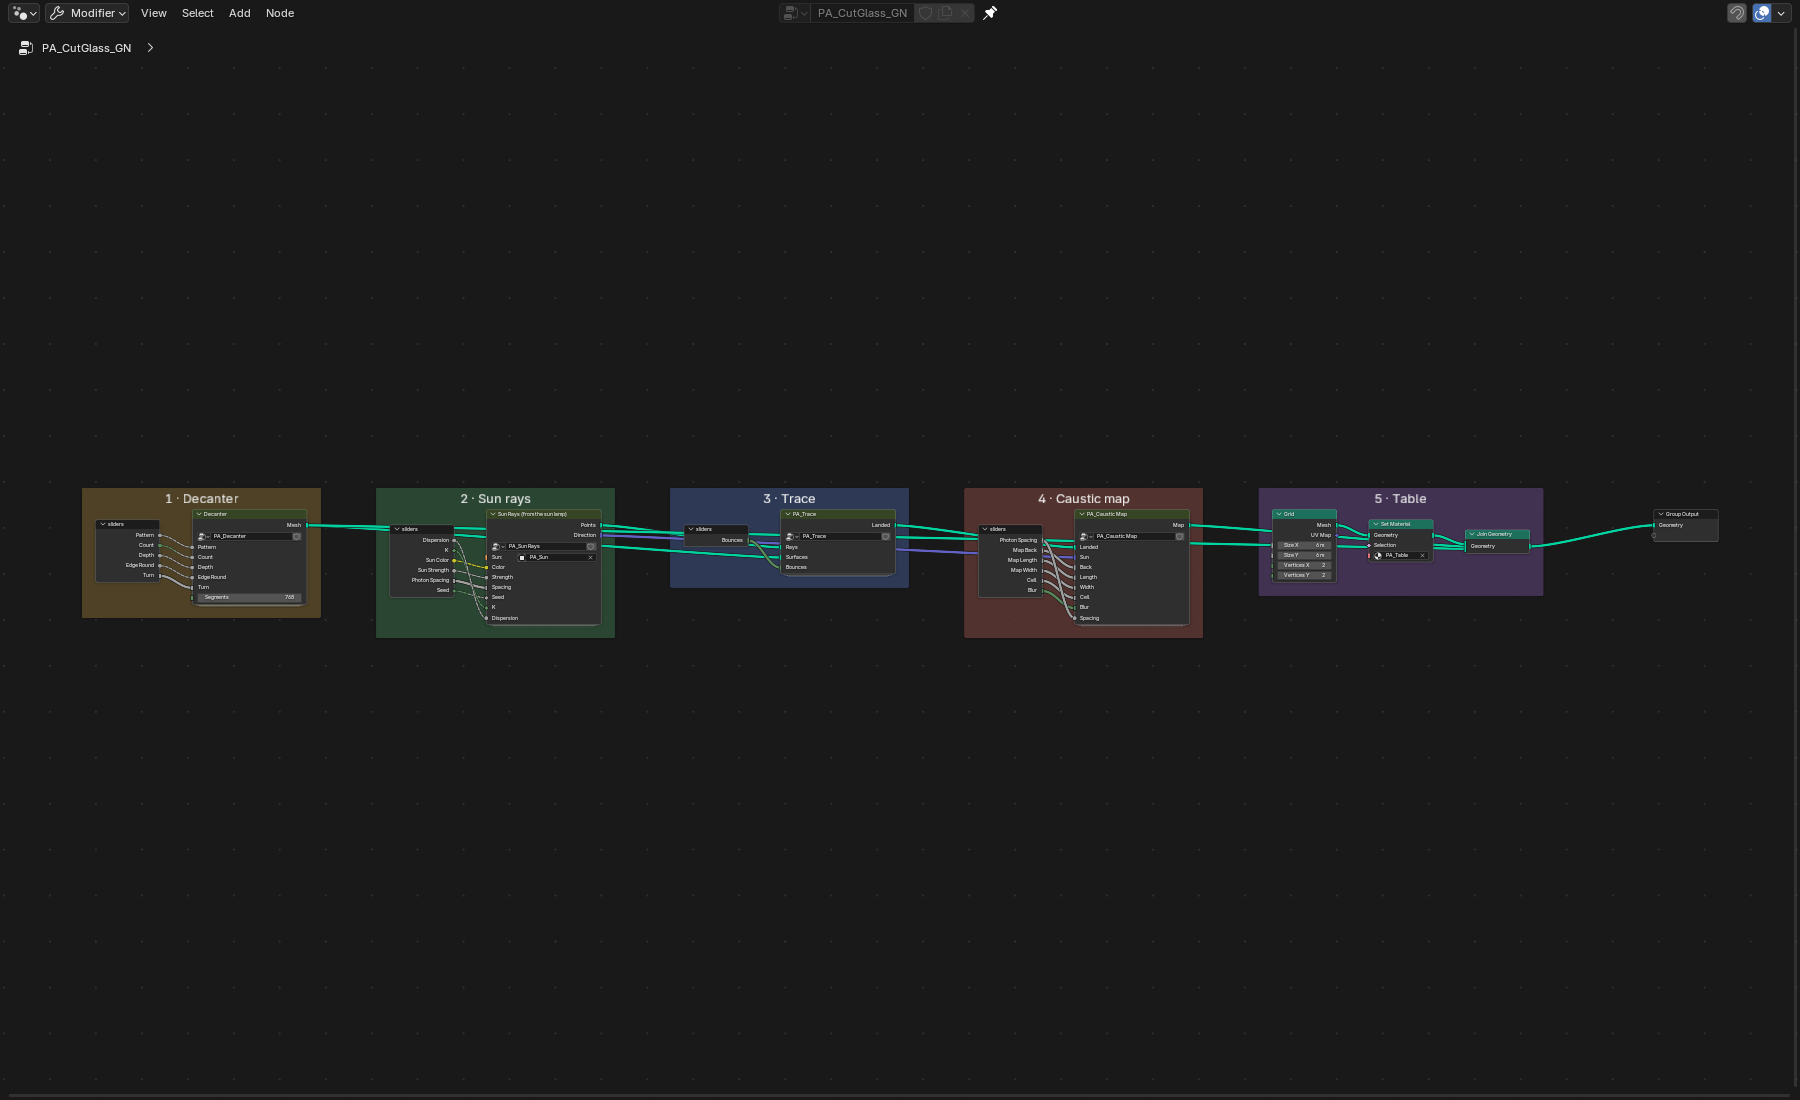 Modifier View Select Add Node PA_CutGlass_GN
PA_CutGlass_GN
1 · Decanter
sliders
Pattern
Count
Depth
Edge Round
Turn
Decanter
Mesh
PA_Decanter
Pattern
Count
Depth
Edge Round
Turn
Segments 768
2 · Sun rays
sliders
Dispersion
K
Sun Color
Sun Strength
Photon Spacing
Seed
Sun Rays (from the sun lamp)
Points
Direction
PA_Sun Rays
Sun: PA_Sun
Color
Strength
Spacing
Seed
K
Dispersion
3 · Trace
sliders
Bounces
PA_Trace
Landed
PA_Trace
Rays
Surfaces
Bounces
4 · Caustic map
sliders
Photon Spacing
Map Back
Map Length
Map Width
Cell
Blur
PA_Caustic Map
Map
PA_Caustic Map
Landed
Sun
Back
Length
Width
Cell
Blur
Spacing
5 · Table
Grid
Mesh
UV Map
Size X 6 m
Size Y 6 m
Vertices X 2
Vertices Y 2
Set Material
Geometry
Selection
PA_Table
Join Geometry
Geometry
Group Output
Geometry